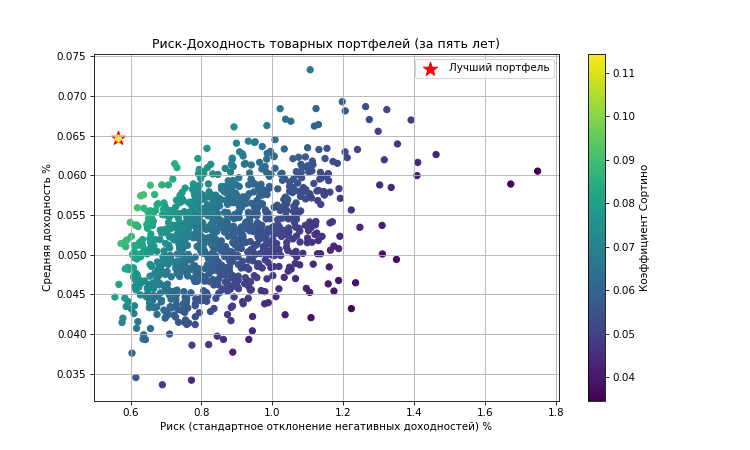 Риск-Доходность товарных портфелей (за пять лет)
Лучший портфель
Средняя доходность %
0.075
0.070
0.065
0.060
0.055
0.050
0.045
0.040
0.035
0.6 0.8 1.0 1.2 1.4 1.6 1.8
Риск (стандартное отклонение негативных доходностей) %
0.11
0.10
0.09
0.08
0.07
0.06
0.05
0.04
Коэффициент Сортино